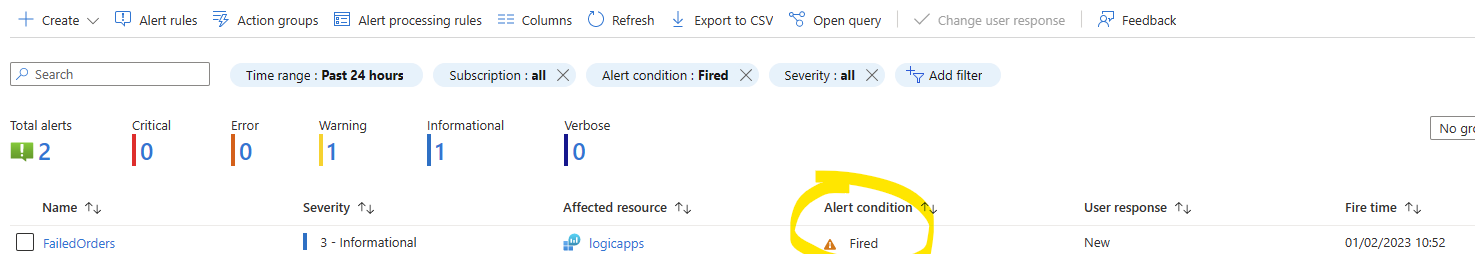 Create Alert rules Action groups Alert processing rules Columns Refresh Export to CSV Open query Change user response Feedback
Search Time range : Past 24 hours Subscription : all Alert condition : Fired Severity : all Add filter
Total alerts Critical Error Warning Informational Verbose
2 0 0 1 1 0
No gro
Name Severity Affected resource Alert condition User response Fire time
FailedOrders 3 - Informational logicapps Fired New 01/02/2023 10:52